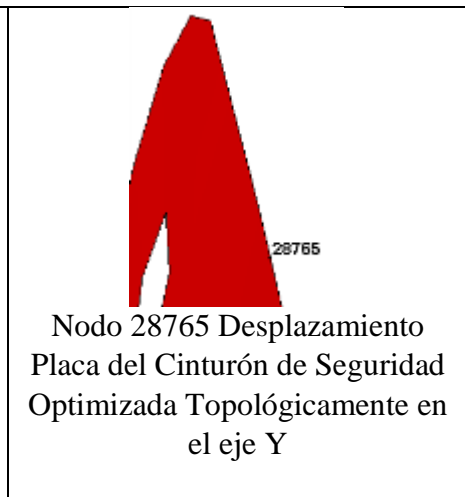 28765
Nodo 28765 Desplazamiento
Placa del Cinturón de Seguridad
Optimizada Topológicamente en
el eje Y